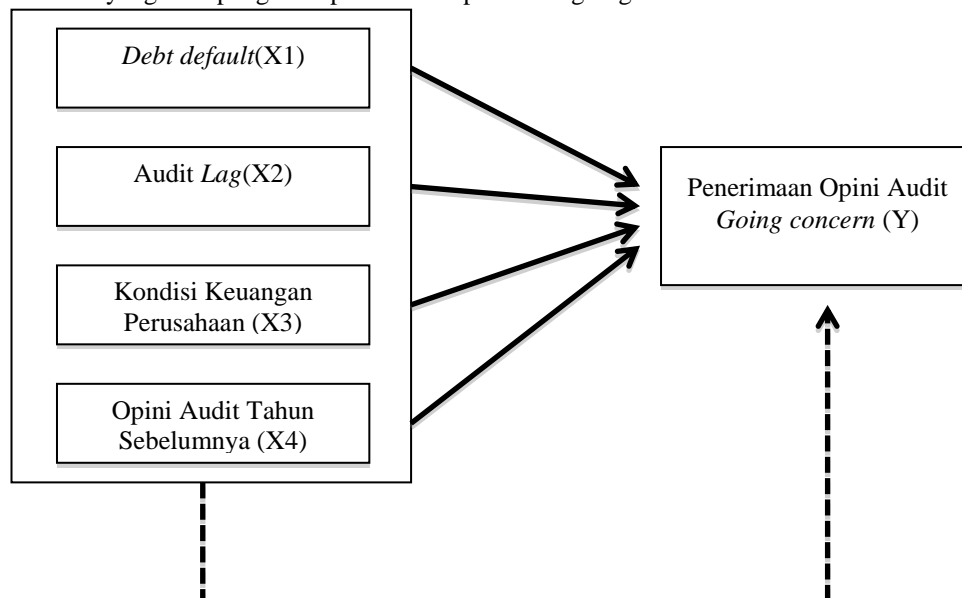 Debt default(X1)
Audit Lag(X2)
Kondisi Keuangan
Perusahaan (X3)
Opini Audit Tahun
Sebelumnya (X4)
Penerimaan Opini Audit
Going concern (Y)